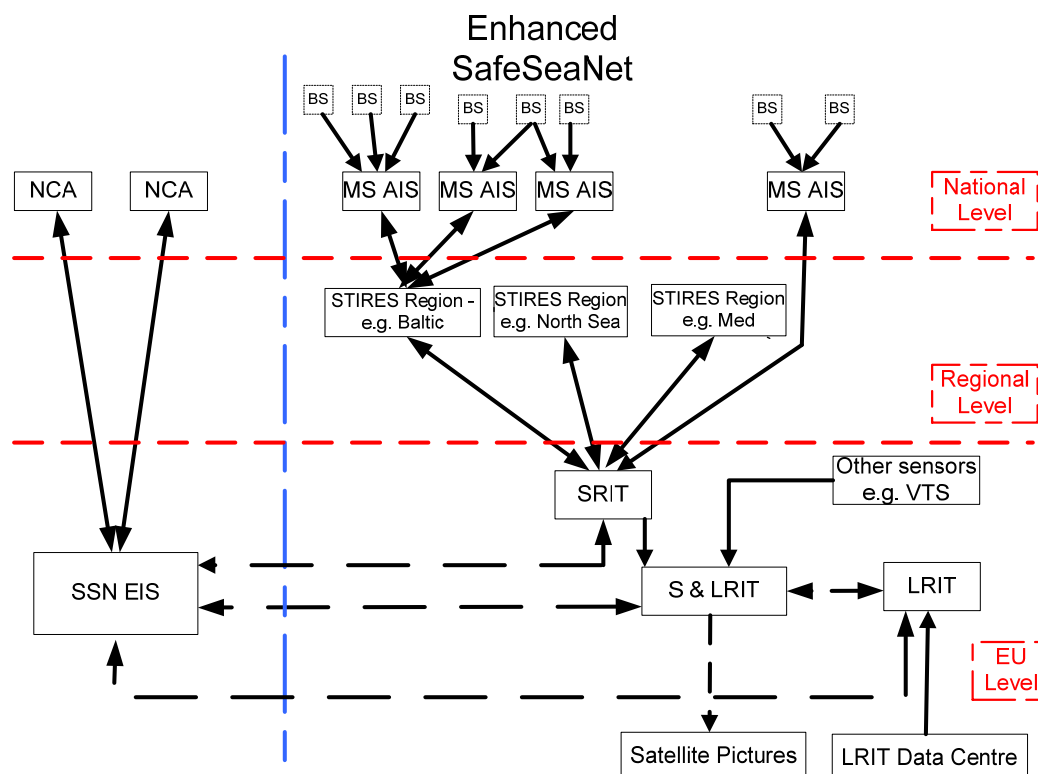 Enhanced
SafeSeaNet
BS
BS
BS
BS
BS
BS
BS
BS
NCA
NCA
MS AIS
MS AIS
MS AIS
MS AIS
National
Level
STIRES Region -
e.g. Baltic
STIRES Region
e.g. North Sea
STIRES Region
e.g. Med
Regional
Level
SRIT
Other sensors
e.g. VTS
SSN EIS
S & LRIT
LRIT
EU
Level
Satellite Pictures
LRIT Data Centre